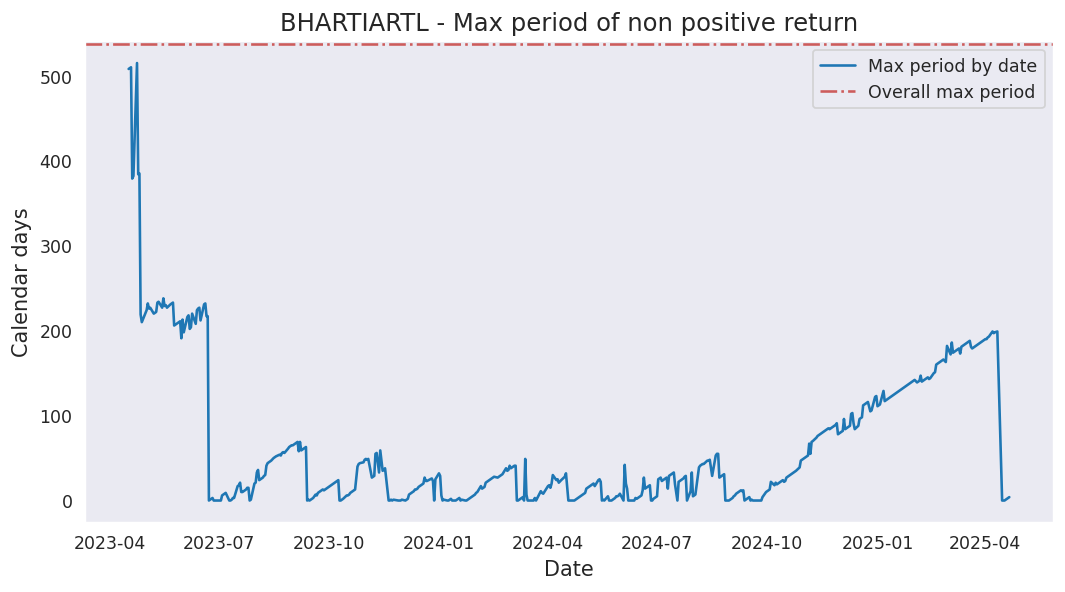 BHARTIARTL - Max period of non positive return
Max period by date
Overall max period
Calendar days
500
400
300
200
100
0
2023-04 2023-07 2023-10 2024-01 2024-04 2024-07 2024-10 2025-01 2025-04
Date